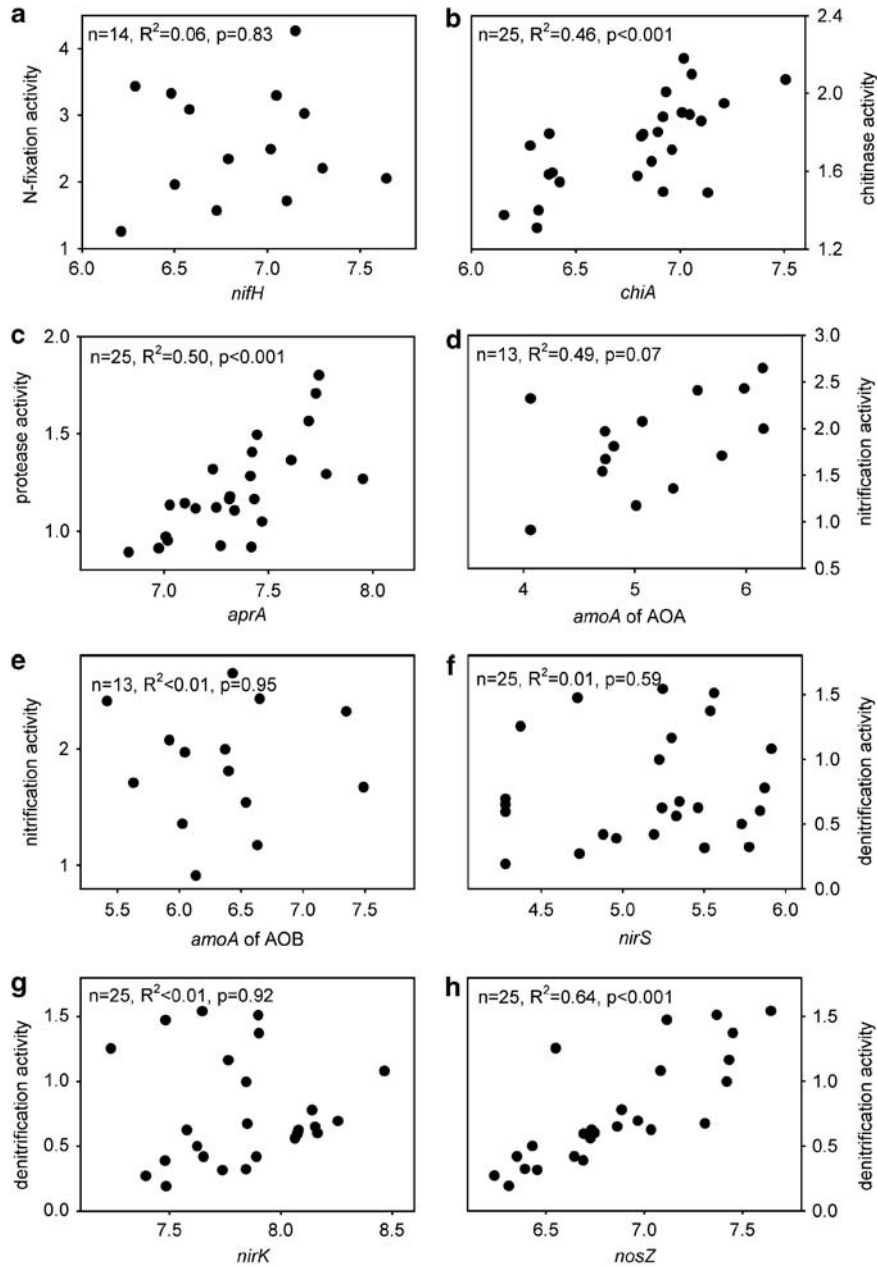 a
n=14, R²=0.06, p=0.83
N-fixation activity
4
3
2
1
6.0 6.5 7.0 7.5
nifH
b
n=25, R²=0.46, p<0.001
2.4
2.0
1.6
1.2
chitinase activity
6.0 6.5 7.0 7.5
chiA
c
n=25, R²=0.50, p<0.001
protease activity
2.0
1.5
1.0
7.0 7.5 8.0
aprA
d
n=13, R²=0.49, p=0.07
3.0
2.5
2.0
1.5
1.0
0.5
nitrification activity
4 5 6
amoA of AOA
e
n=13, R²<0.01, p=0.95
nitrification activity
2
1
5.5 6.0 6.5 7.0 7.5
amoA of AOB
f
n=25, R²=0.01, p=0.59
1.5
1.0
0.5
0.0
denitrification activity
4.5 5.0 5.5 6.0
nirS
g
n=25, R²<0.01, p=0.92
denitrification activity
1.5
1.0
0.5
0.0
7.5 8.0 8.5
nirK
h
n=25, R²=0.64, p<0.001
1.5
1.0
0.5
0.0
denitrification activity
6.5 7.0 7.5
nosZ